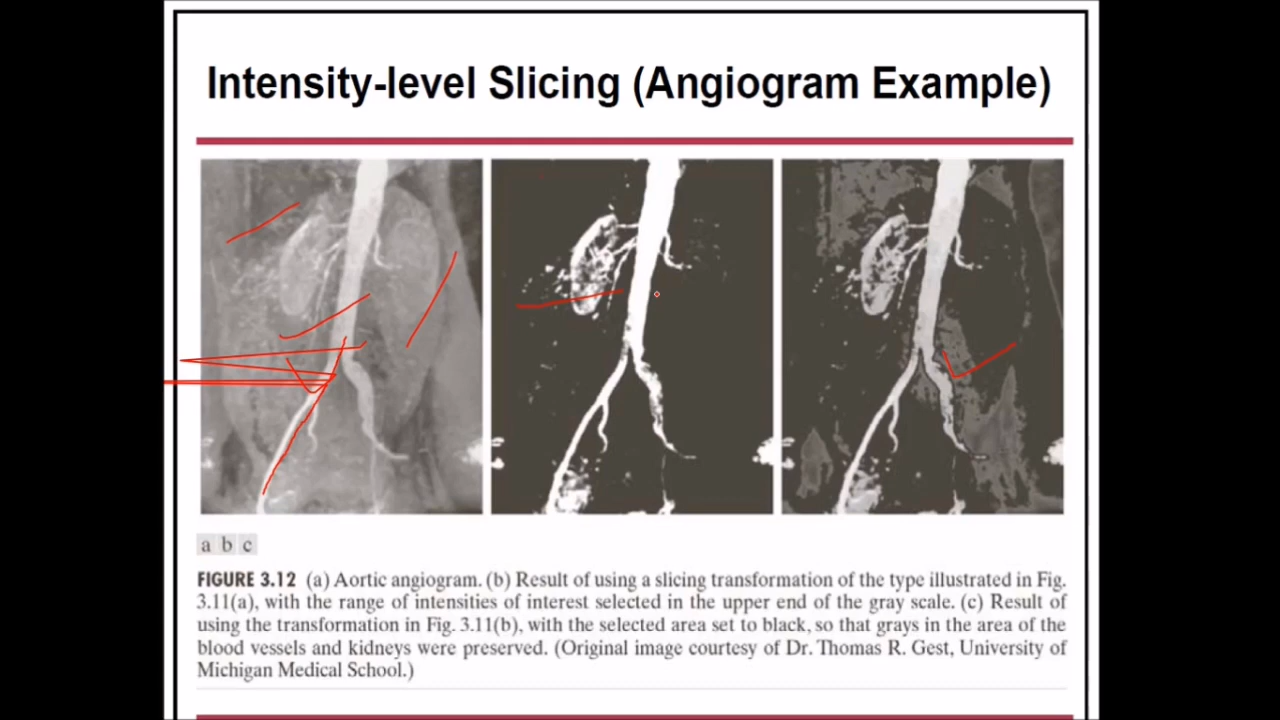 Intensity-level Slicing (Angiogram Example)
a b c
FIGURE 3.12 (a) Aortic angiogram. (b) Result of using a slicing transformation of the type illustrated in Fig.
3.11(a), with the range of intensities of interest selected in the upper end of the gray scale. (c) Result of
using the transformation in Fig. 3.11(b), with the selected area set to black, so that grays in the area of the
blood vessels and kidneys were preserved. (Original image courtesy of Dr. Thomas R. Gest, University of
Michigan Medical School.)